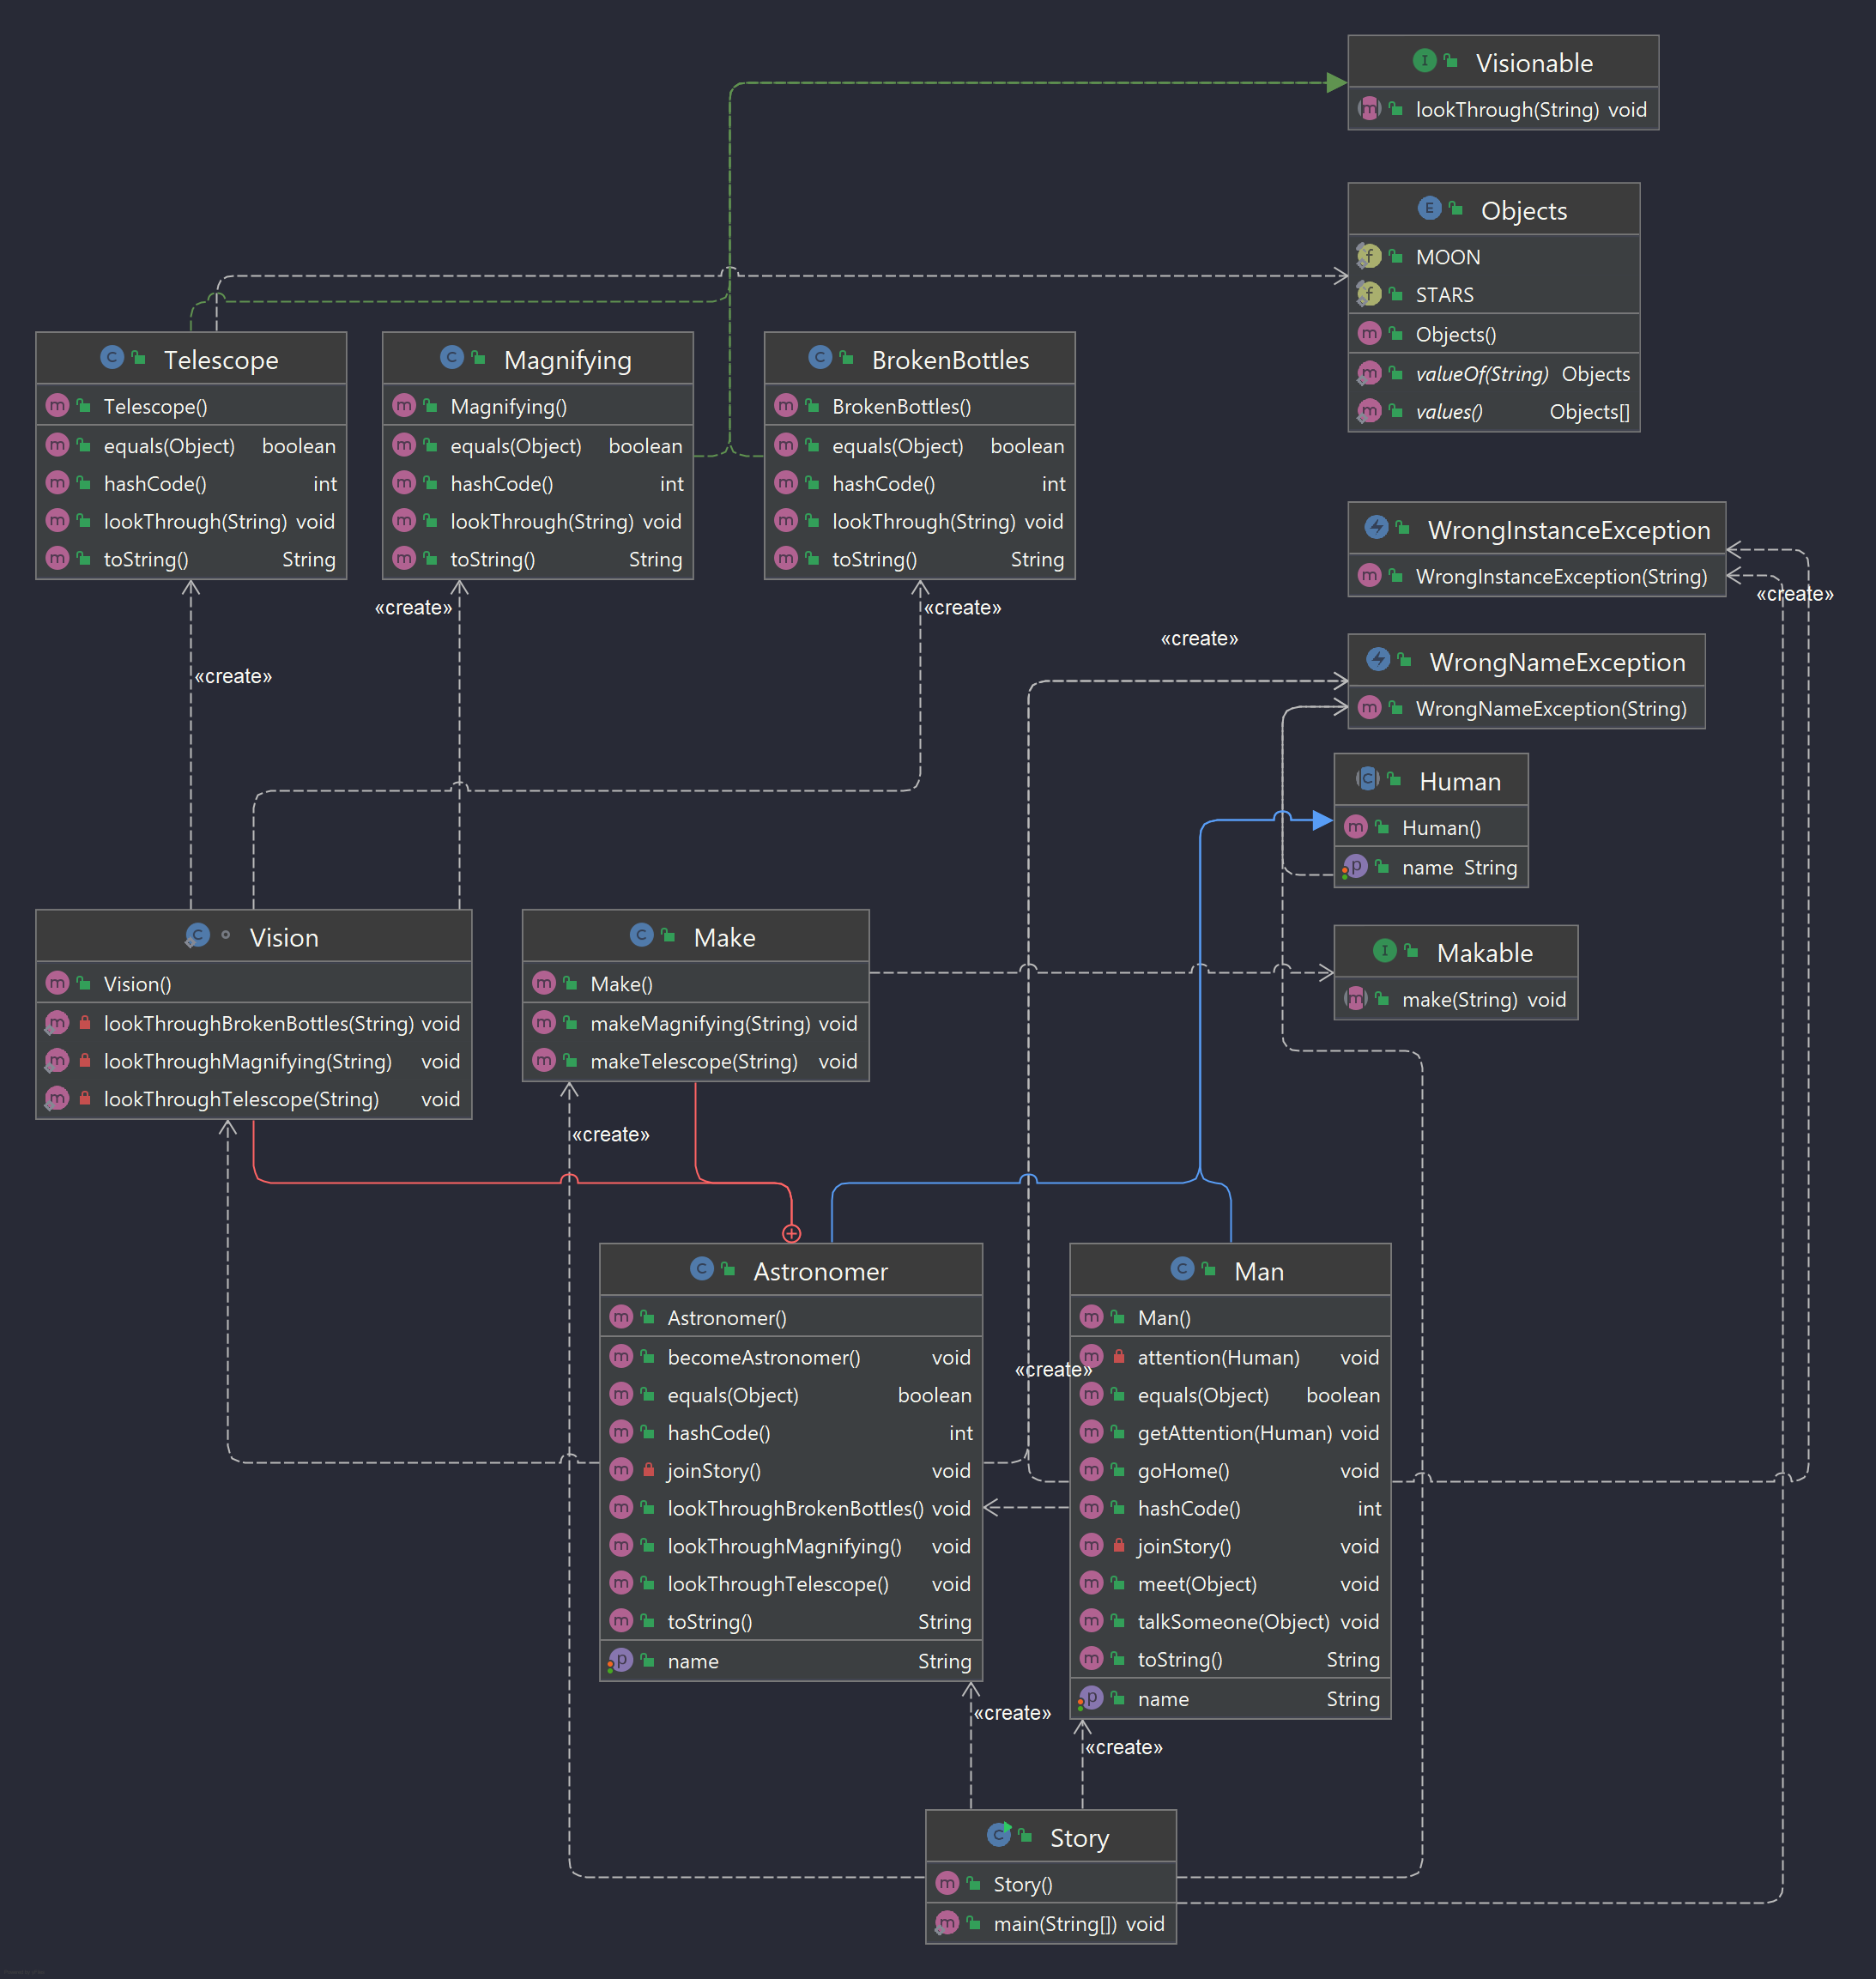 Visionable
lookThrough(String) void
Objects
MOON
STARS
Objects()
valueOf(String) Objects
values() Objects[]
Telescope
Telescope()
equals(Object) boolean
hashCode() int
lookThrough(String) void
toString() String
Magnifying
Magnifying()
equals(Object) boolean
hashCode() int
lookThrough(String) void
toString() String
BrokenBottles
BrokenBottles()
equals(Object) boolean
hashCode() int
lookThrough(String) void
toString() String
WrongInstanceException
WrongInstanceException(String)
«create»
«create»
«create»
«create»
«create»
WrongNameException
WrongNameException(String)
Human
Human()
name String
Vision
Vision()
lookThroughBrokenBottles(String) void
lookThroughMagnifying(String) void
lookThroughTelescope(String) void
Make
Make()
makeMagnifying(String) void
makeTelescope(String) void
Makable
make(String) void
«create»
Astronomer
Astronomer()
becomeAstronomer() void
equals(Object) boolean
hashCode() int
joinStory() void
lookThroughBrokenBottles() void
lookThroughMagnifying() void
lookThroughTelescope() void
toString() String
name String
«create»
Man
Man()
attention(Human) void
equals(Object) boolean
getAttention(Human) void
goHome() void
hashCode() int
joinStory() void
meet(Object) void
talkSomeone(Object) void
toString() String
name String
«create»
«create»
Story
Story()
main(String[]) void